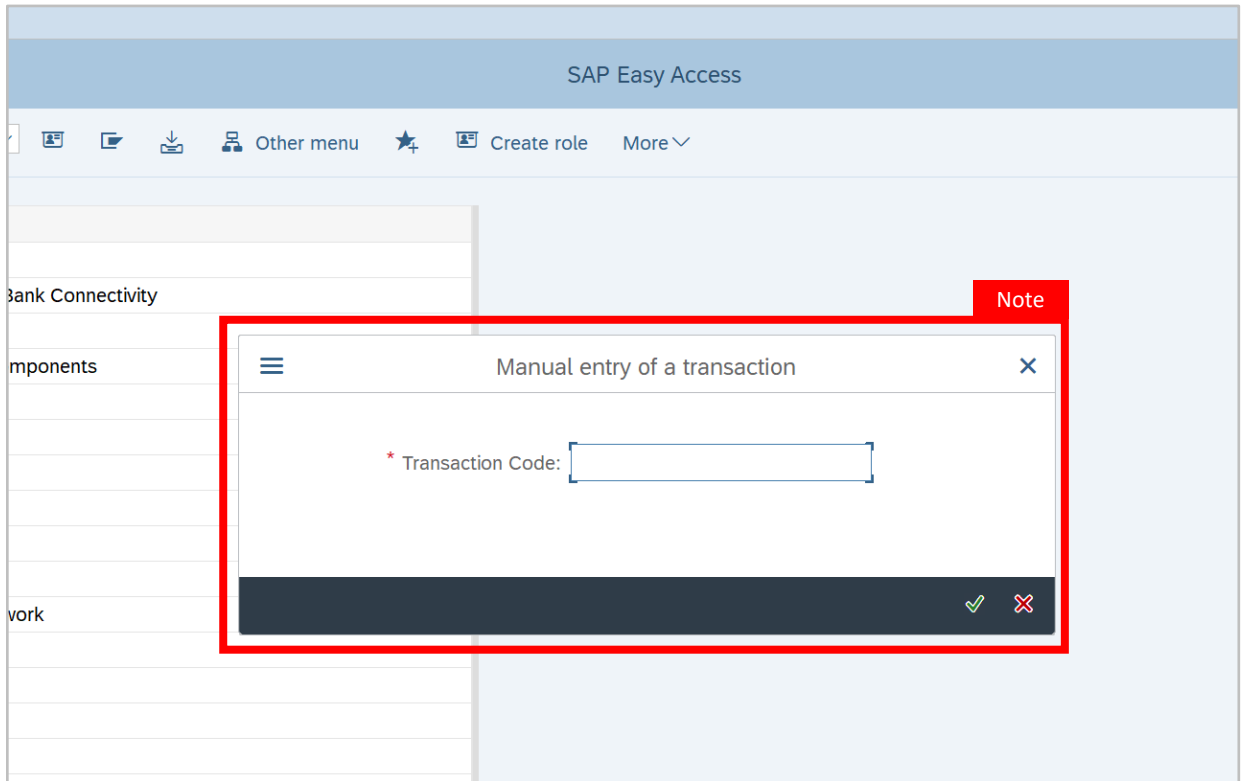 SAP Easy Access
Other menu Create role More
Bank Connectivity
Note
Manual entry of a transaction
mponents
* Transaction Code:
work